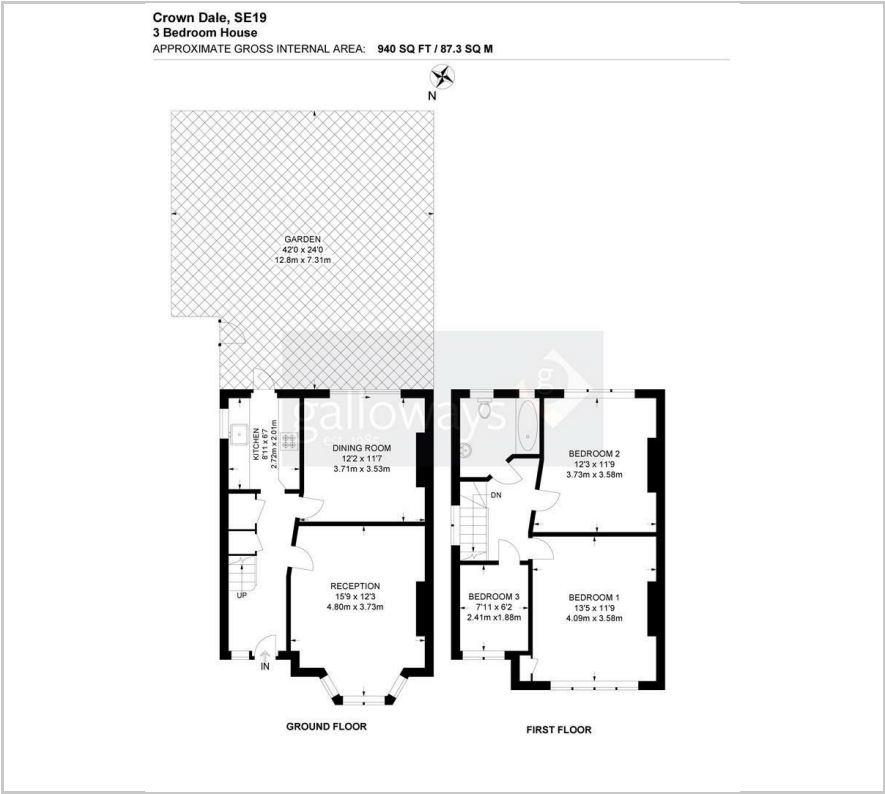 Crown Dale, SE19
3 Bedroom House
APPROXIMATE GROSS INTERNAL AREA: 940 SQ FT / 87.3 SQ M
N
GARDEN
42'0 x 24'0
12.8m x 7.31m
galloways
est. 1985
g
KITCHEN
8'11 x 6'7
2.72m x 2.01m
DINING ROOM
12'2 x 11'7
3.71m x 3.53m
RECEPTION
15'9 x 12'3
4.80m x 3.73m
UP
IN
GROUND FLOOR
BEDROOM 2
12'3 x 11'9
3.73m x 3.58m
DN
BEDROOM 3
7'11 x 6'2
2.41m x1.88m
BEDROOM 1
13'5 x 11'9
4.09m x 3.58m
FIRST FLOOR